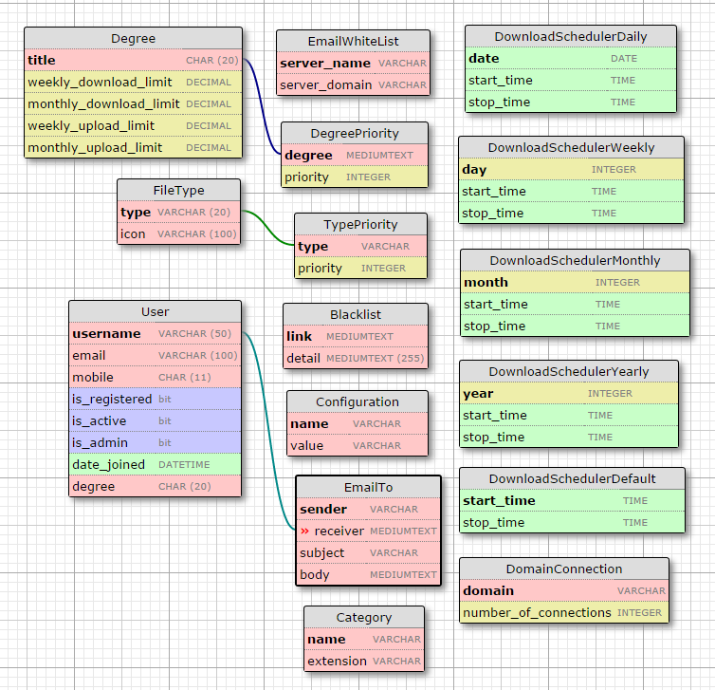 Degree
title CHAR (20)
weekly_download_limit DECIMAL
monthly_download_limit DECIMAL
weekly_upload_limit DECIMAL
monthly_upload_limit DECIMAL
FileType
type VARCHAR (20)
icon VARCHAR (100)
User
username VARCHAR (50)
email VARCHAR (100)
mobile CHAR (11)
is_registered bit
is_active bit
is_admin bit
date_joined DATETIME
degree CHAR (20)
EmailWhiteList
server_name VARCHAR
server_domain VARCHAR
DegreePriority
degree MEDIUMTEXT
priority INTEGER
TypePriority
type VARCHAR
priority INTEGER
Blacklist
link MEDIUMTEXT
detail MEDIUMTEXT (255)
Configuration
name VARCHAR
value VARCHAR
EmailTo
sender VARCHAR
» receiver MEDIUMTEXT
subject VARCHAR
body MEDIUMTEXT
Category
name VARCHAR
extension VARCHAR
DownloadSchedulerDaily
date DATE
start_time TIME
stop_time TIME
DownloadSchedulerWeekly
day INTEGER
start_time TIME
stop_time TIME
DownloadSchedulerMonthly
month INTEGER
start_time TIME
stop_time TIME
DownloadSchedulerYearly
year INTEGER
start_time TIME
stop_time TIME
DownloadSchedulerDefault
start_time TIME
stop_time TIME
DomainConnection
domain VARCHAR
number_of_connections INTEGER